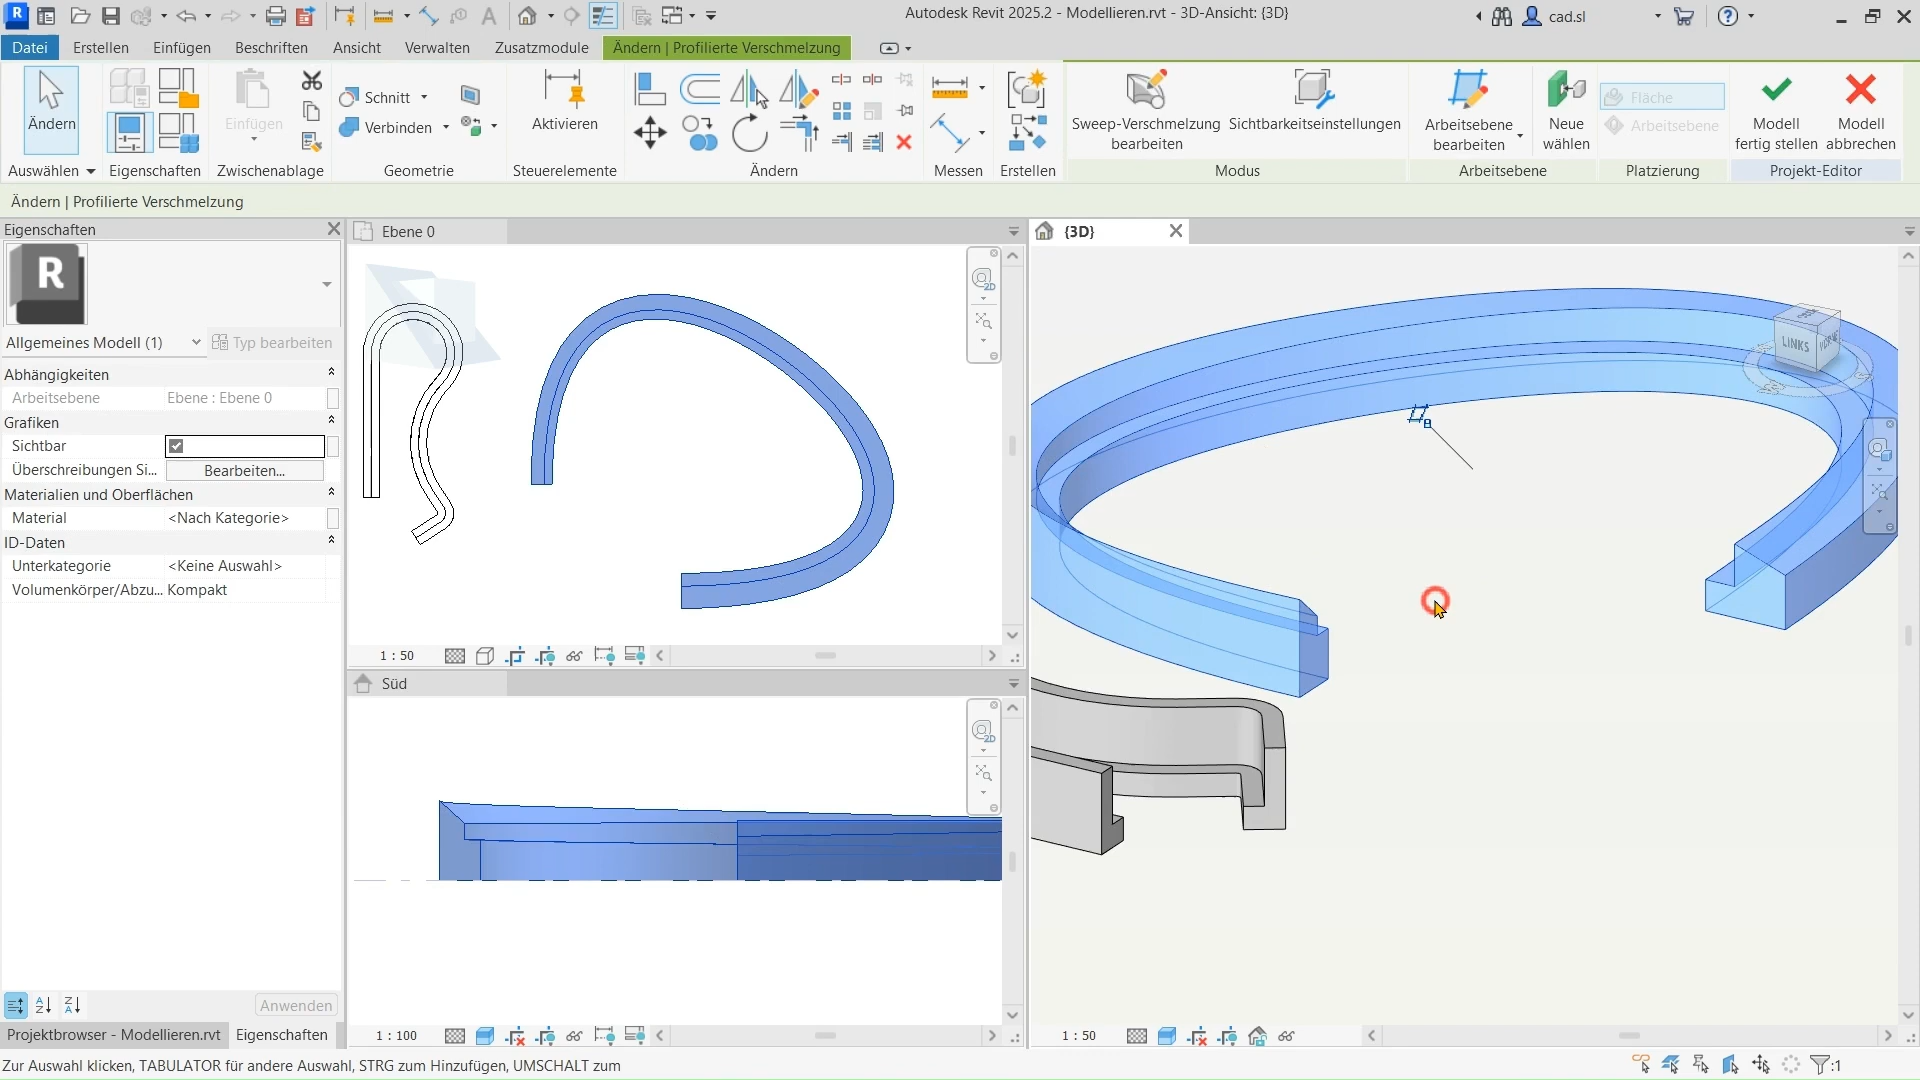 Autodesk Revit 2025.2 - Modellieren.rvt - 3D-Ansicht: {3D}
cad.sl
Datei
Erstellen
Einfügen
Beschriften
Ansicht
Verwalten
Zusatzmodule
Ändern | Profilierte Verschmelzung
Ändern
Einfügen
Schnitt
Verbinden
Aktivieren
Sweep-Verschmelzung bearbeiten
Sichtbarkeitseinstellungen
Arbeitsebene bearbeiten
Neue wählen
Fläche
Arbeitsebene
Modell fertig stellen
Modell abbrechen
Auswählen
Eigenschaften
Zwischenablage
Geometrie
Steuerelemente
Ändern
Messen
Erstellen
Modus
Arbeitsebene
Platzierung
Projekt-Editor
Ändern | Profilierte Verschmelzung
Eigenschaften
R
Allgemeines Modell (1)
Typ bearbeiten
Abhängigkeiten
Arbeitsebene Ebene : Ebene 0
Grafiken
Sichtbar
Überschreibungen Si... Bearbeiten...
Materialien und Oberflächen
Material <Nach Kategorie>
ID-Daten
Unterkategorie <Keine Auswahl>
Volumenkörper/Abzu... Kompakt
Anwenden
Projektbrowser - Modellieren.rvt
Eigenschaften
Ebene 0
2D
1 : 50
Süd
2D
1 : 100
{3D}
LINKS
1 : 50
Zur Auswahl klicken, TABULATOR für andere Auswahl, STRG zum Hinzufügen, UMSCHALT zum
:1